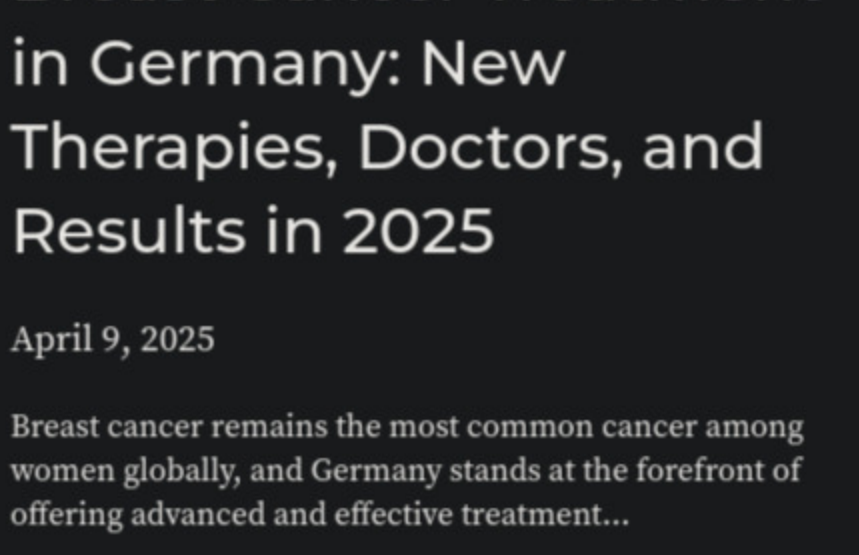 in Germany: New
Therapies, Doctors, and
Results in 2025
April 9, 2025
Breast cancer remains the most common cancer among
women globally, and Germany stands at the forefront of
offering advanced and effective treatment...